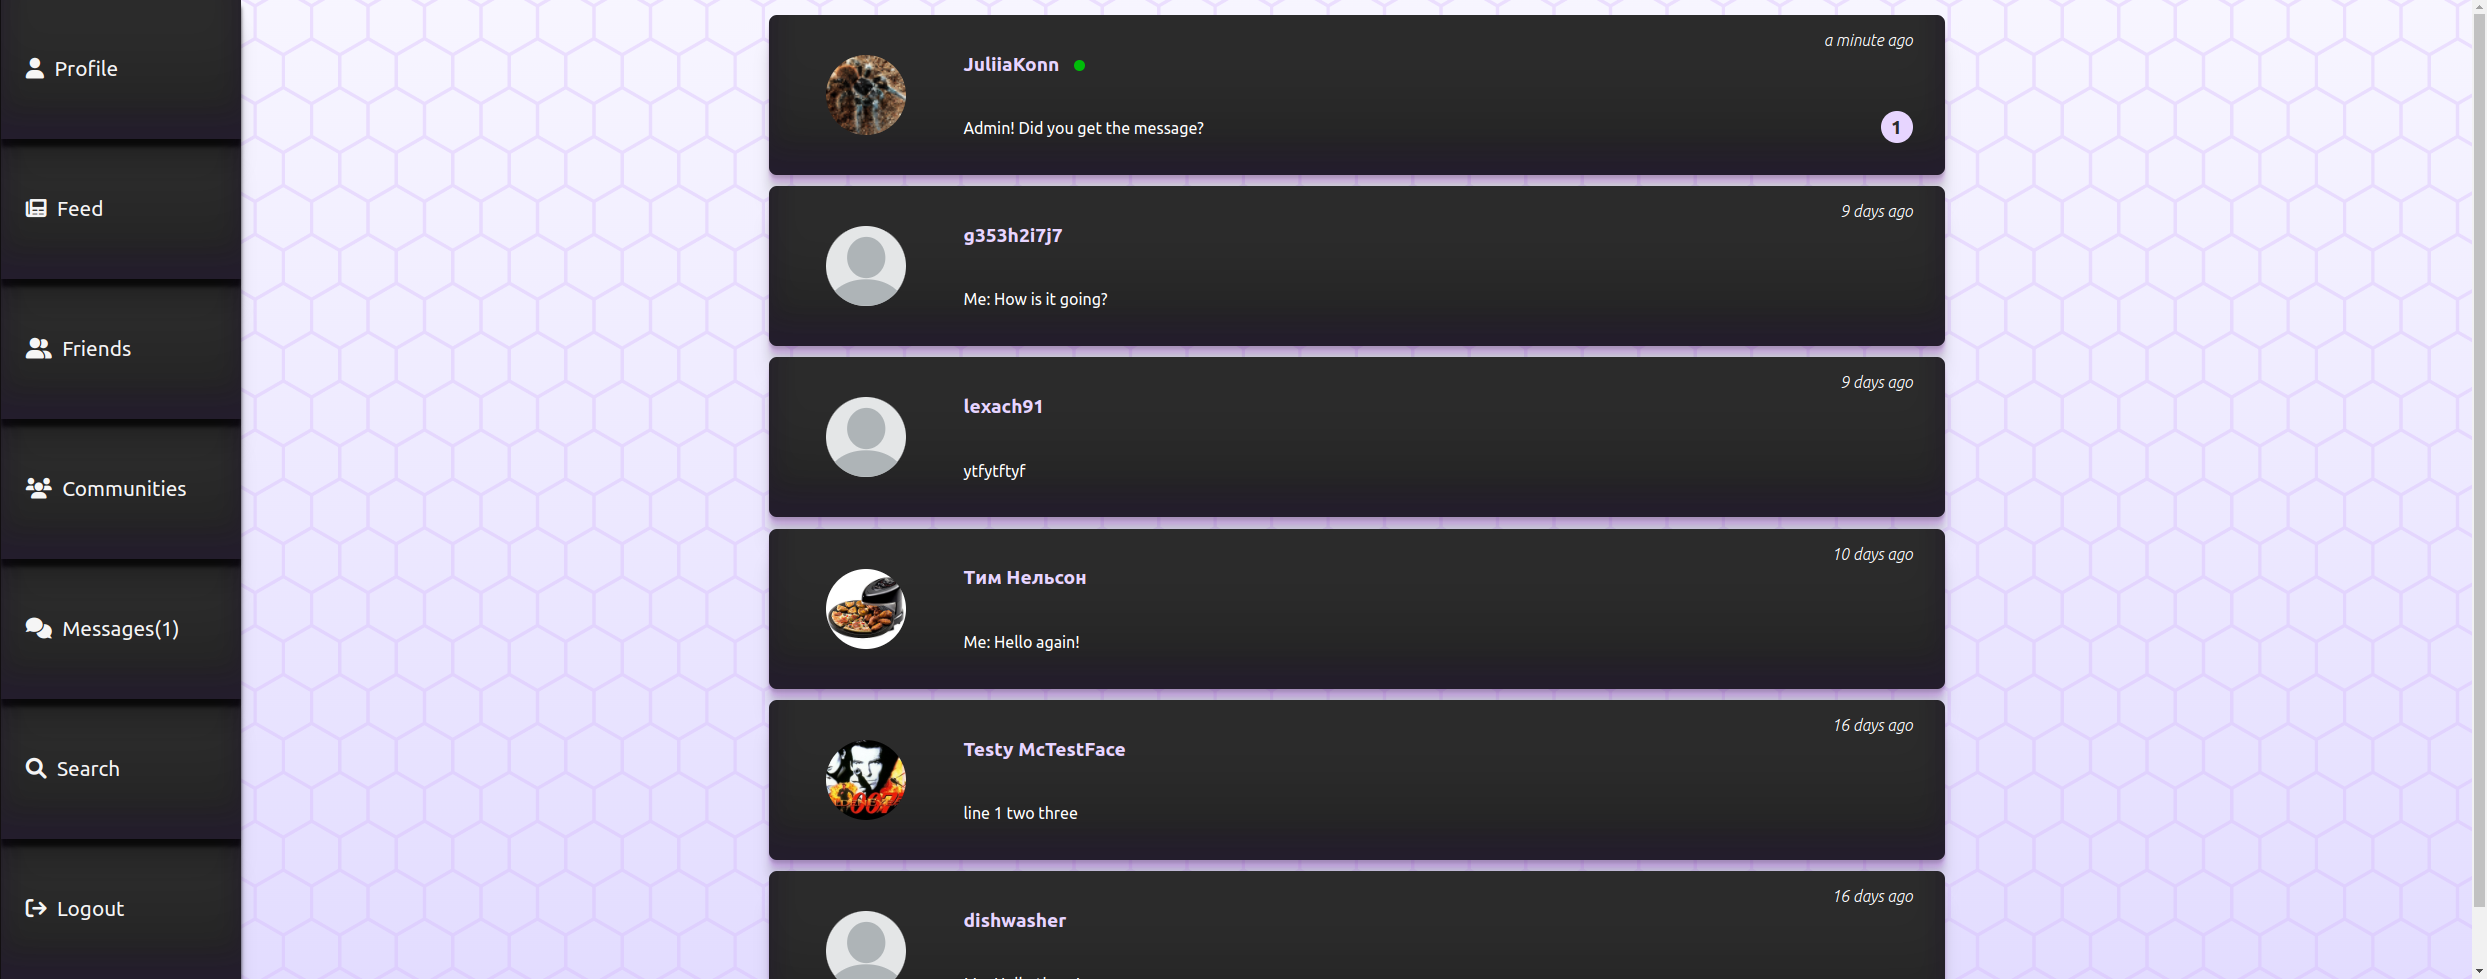 Profile
Feed
Friends
Communities
Messages(1)
Search
Logout
a minute ago
JuliiaKonn
Admin! Did you get the message?
1
9 days ago
g353h2i7j7
Me: How is it going?
9 days ago
lexach91
ytfytftyf
10 days ago
Тим Нельсон
Me: Hello again!
16 days ago
Testy McTestFace
007
line 1 two three
16 days ago
dishwasher